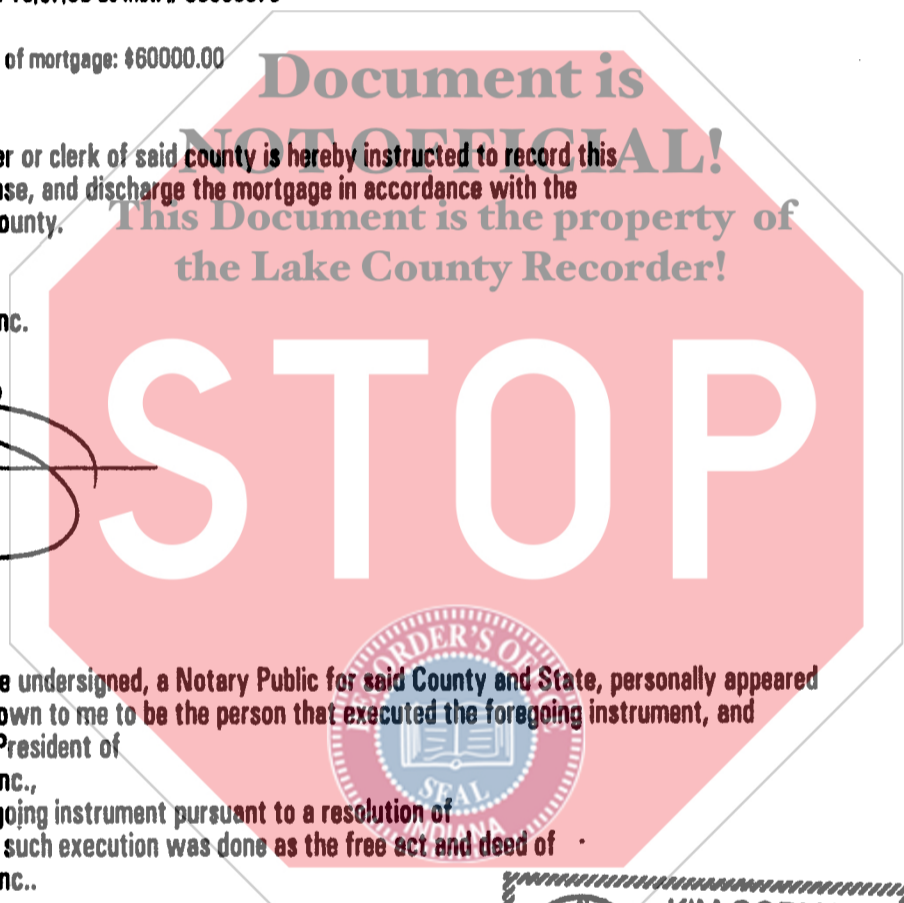 of mortgage: $60000.00
Document is
NOT OFFICIAL!
er or clerk of said county is hereby instructed to record this
se, and discharge the mortgage in accordance with the
ounty.
This Document is the property of
the Lake County Recorder!
nc.
STOP
RECORDER'S OFFICE
SEAL
INDIANA
e undersigned, a Notary Public for said County and State, personally appeared
own to me to be the person that executed the foregoing instrument, and
President of
nc.,
going instrument pursuant to a resolution of
such execution was done as the free act and deed of
nc..